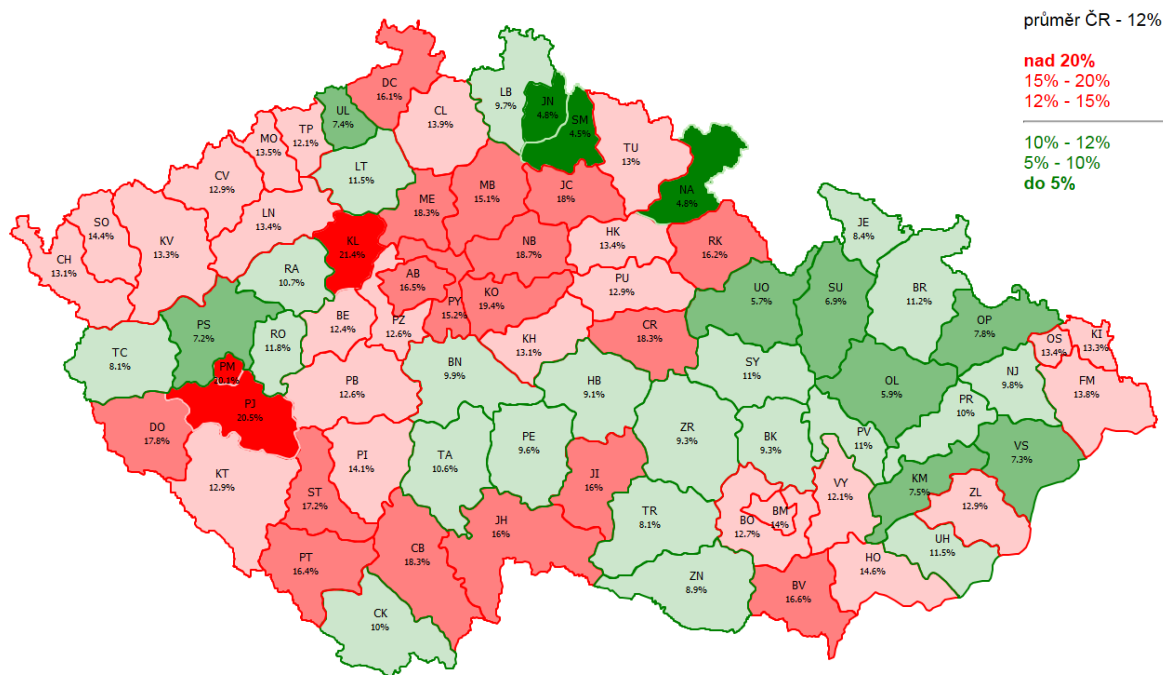 průměr ČR - 12%
nad 20%
15% - 20%
12% - 15%
10% - 12%
5% - 10%
do 5%
DC
16.1%
LB
9.7%
JN
4.8%
SM
4.5%
UL
7.4%
CL
13.9%
TP
12.1%
MO
13.5%
TU
13%
LT
11.5%
CV
12.9%
NA
4.8%
MB
15.1%
JC
18%
ME
18.3%
LN
13.4%
SO
14.4%
KV
13.3%
CH
13.1%
KL
21.4%
NB
18.7%
HK
13.4%
RK
16.2%
JE
8.4%
RA
10.7%
AB
16.5%
KO
19.4%
PY
15.2%
PU
12.9%
UO
5.7%
SU
6.9%
BR
11.2%
PS
7.2%
RO
11.8%
BE
12.4%
PZ
12.6%
KH
13.1%
CR
18.3%
OP
7.8%
OS
13.4%
KI
13.3%
TC
8.1%
PM
20.1%
PB
12.6%
BN
9.9%
HB
9.1%
SY
11%
OL
5.9%
NJ
9.8%
FM
13.8%
PJ
20.5%
PR
10%
DO
17.8%
KT
12.9%
PI
14.1%
TA
10.6%
PE
9.6%
ZR
9.3%
BK
9.3%
PV
11%
VS
7.3%
ST
17.2%
JI
16%
VY
12.1%
KM
7.5%
ZL
12.9%
JH
16%
TR
8.1%
BO
12.7%
BM
14%
UH
11.5%
PT
16.4%
CB
18.3%
HO
14.6%
ZN
8.9%
BV
16.6%
CK
10%